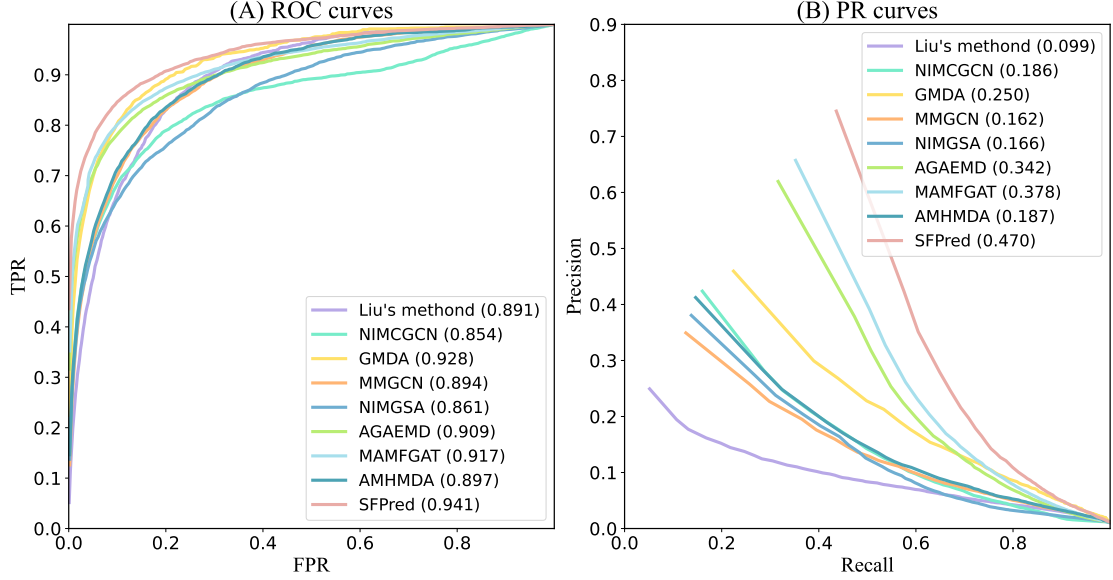 (A) ROC curves
TPR
0.9
0.8
0.7
0.6
0.5
0.4
0.3
0.2
0.1
0.0
0.0 0.2 0.4 0.6 0.8
FPR
Liu's methond (0.891)
NIMCGCN (0.854)
GMDA (0.928)
MMGCN (0.894)
NIMGSA (0.861)
AGAEMD (0.909)
MAMFGAT (0.917)
AMHMDA (0.897)
SFPred (0.941)
(B) PR curves
Precision
0.9
0.8
0.7
0.6
0.5
0.4
0.3
0.2
0.1
0.0
0.0 0.2 0.4 0.6 0.8
Recall
Liu's methond (0.099)
NIMCGCN (0.186)
GMDA (0.250)
MMGCN (0.162)
NIMGSA (0.166)
AGAEMD (0.342)
MAMFGAT (0.378)
AMHMDA (0.187)
SFPred (0.470)